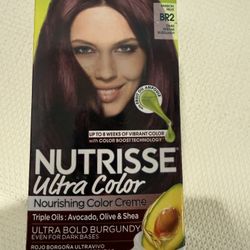 BR2
UP TO 8 WEEKS OF VIBRANT COLOR
with COLOR BOOST TECHNOLOGY
NUTRISSE
Ultra Color
Nourishing Color Creme
Triple Oils : Avocado, Olive & Shea
ULTRA BOLD BURGUNDY
EVEN FOR DARK BASES
ROJO BORGOÑA ULTRAVIVO